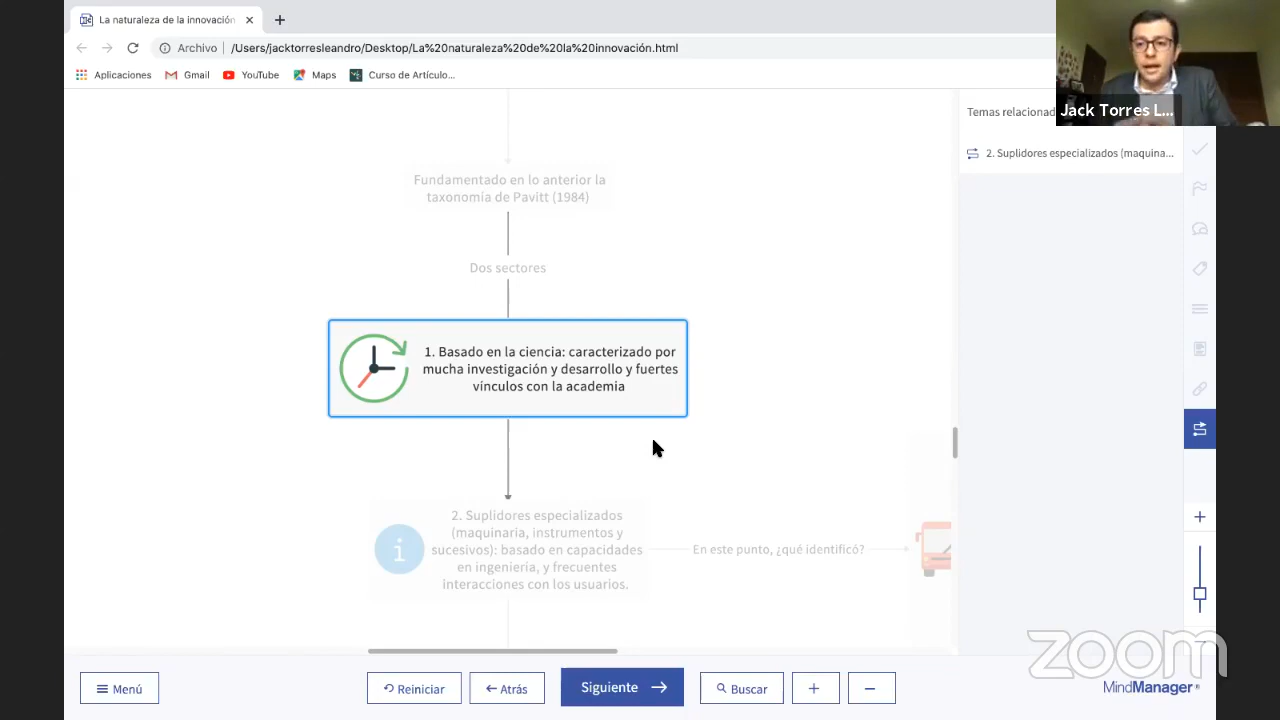 La naturaleza de la innovación
Archivo
/Users/jacktorresleandro/Desktop/La%20naturaleza%20de%20la%20innovación.html
Aplicaciones
Gmail
YouTube
Maps
Curso de Artículo...
Jack Torres L...
Temas relacionad
2. Suplidores especializados (maquina...
Fundamentado en lo anterior la
taxonomía de Pavitt (1984)
Dos sectores
1. Basado en la ciencia: caracterizado por
mucha investigación y desarrollo y fuertes
vínculos con la academia
2. Suplidores especializados
(maquinaria, instrumentos y
sucesivos): basado en capacidades
en ingeniería, y frecuentes
interacciones con los usuarios.
En este punto, ¿qué identificó?
Menú
Reiniciar
Atrás
Siguiente
Buscar
zoom
MindManager